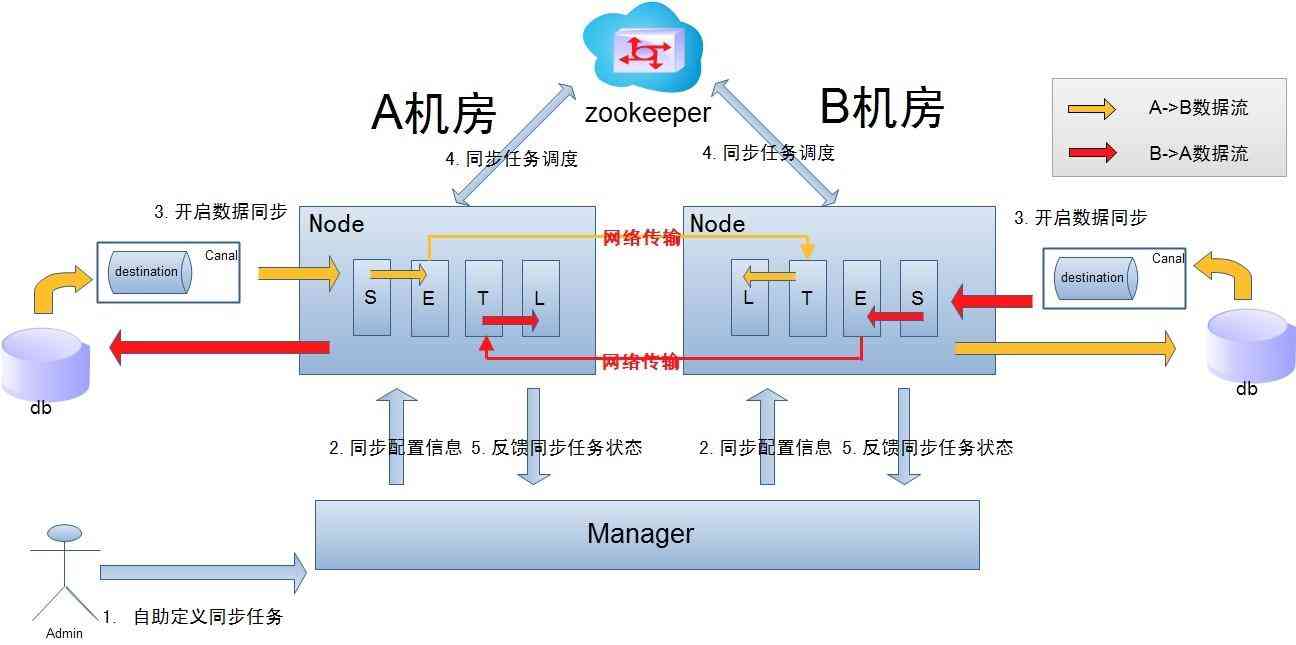 zookeeper
A机房
B机房
A->B数据流
B->A数据流
4. 同步任务调度
4. 同步任务调度
3. 开启数据同步
3. 开启数据同步
Node
Node
网络传输
Canal
destination
S
E
T
L
L
T
E
S
Canal
destination
网络传输
db
db
2. 同步配置信息
5. 反馈同步任务状态
2. 同步配置信息
5. 反馈同步任务状态
Manager
1. 自助定义同步任务
Admin